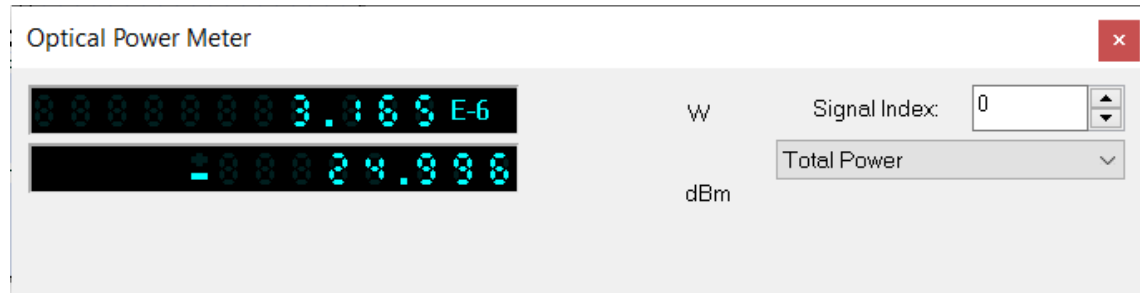 Optical Power Meter
3.165 E-6 W Signal Index: 0
Total Power
-24.996 dBm